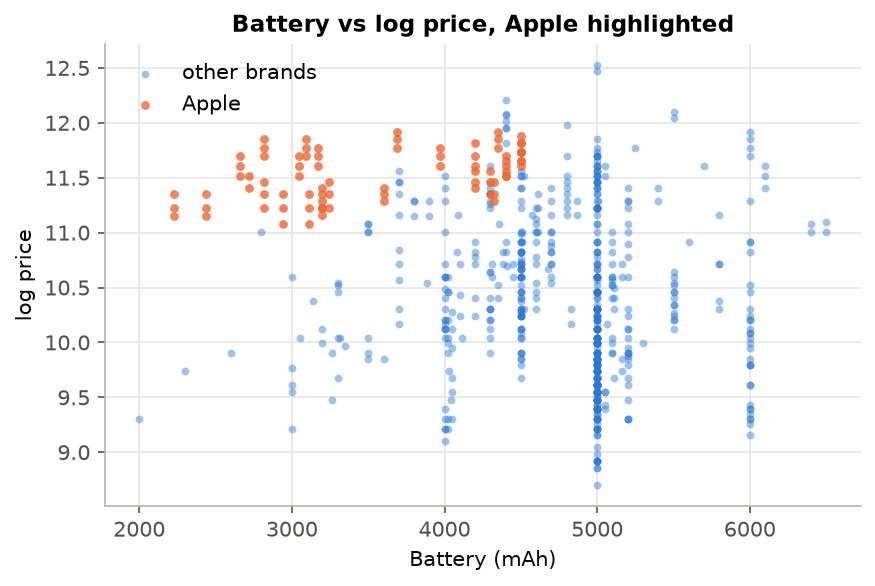 Battery vs log price, Apple highlighted
other brands
Apple
12.5
12.0
11.5
11.0
10.5
10.0
9.5
9.0
log price
2000 3000 4000 5000 6000
Battery (mAh)